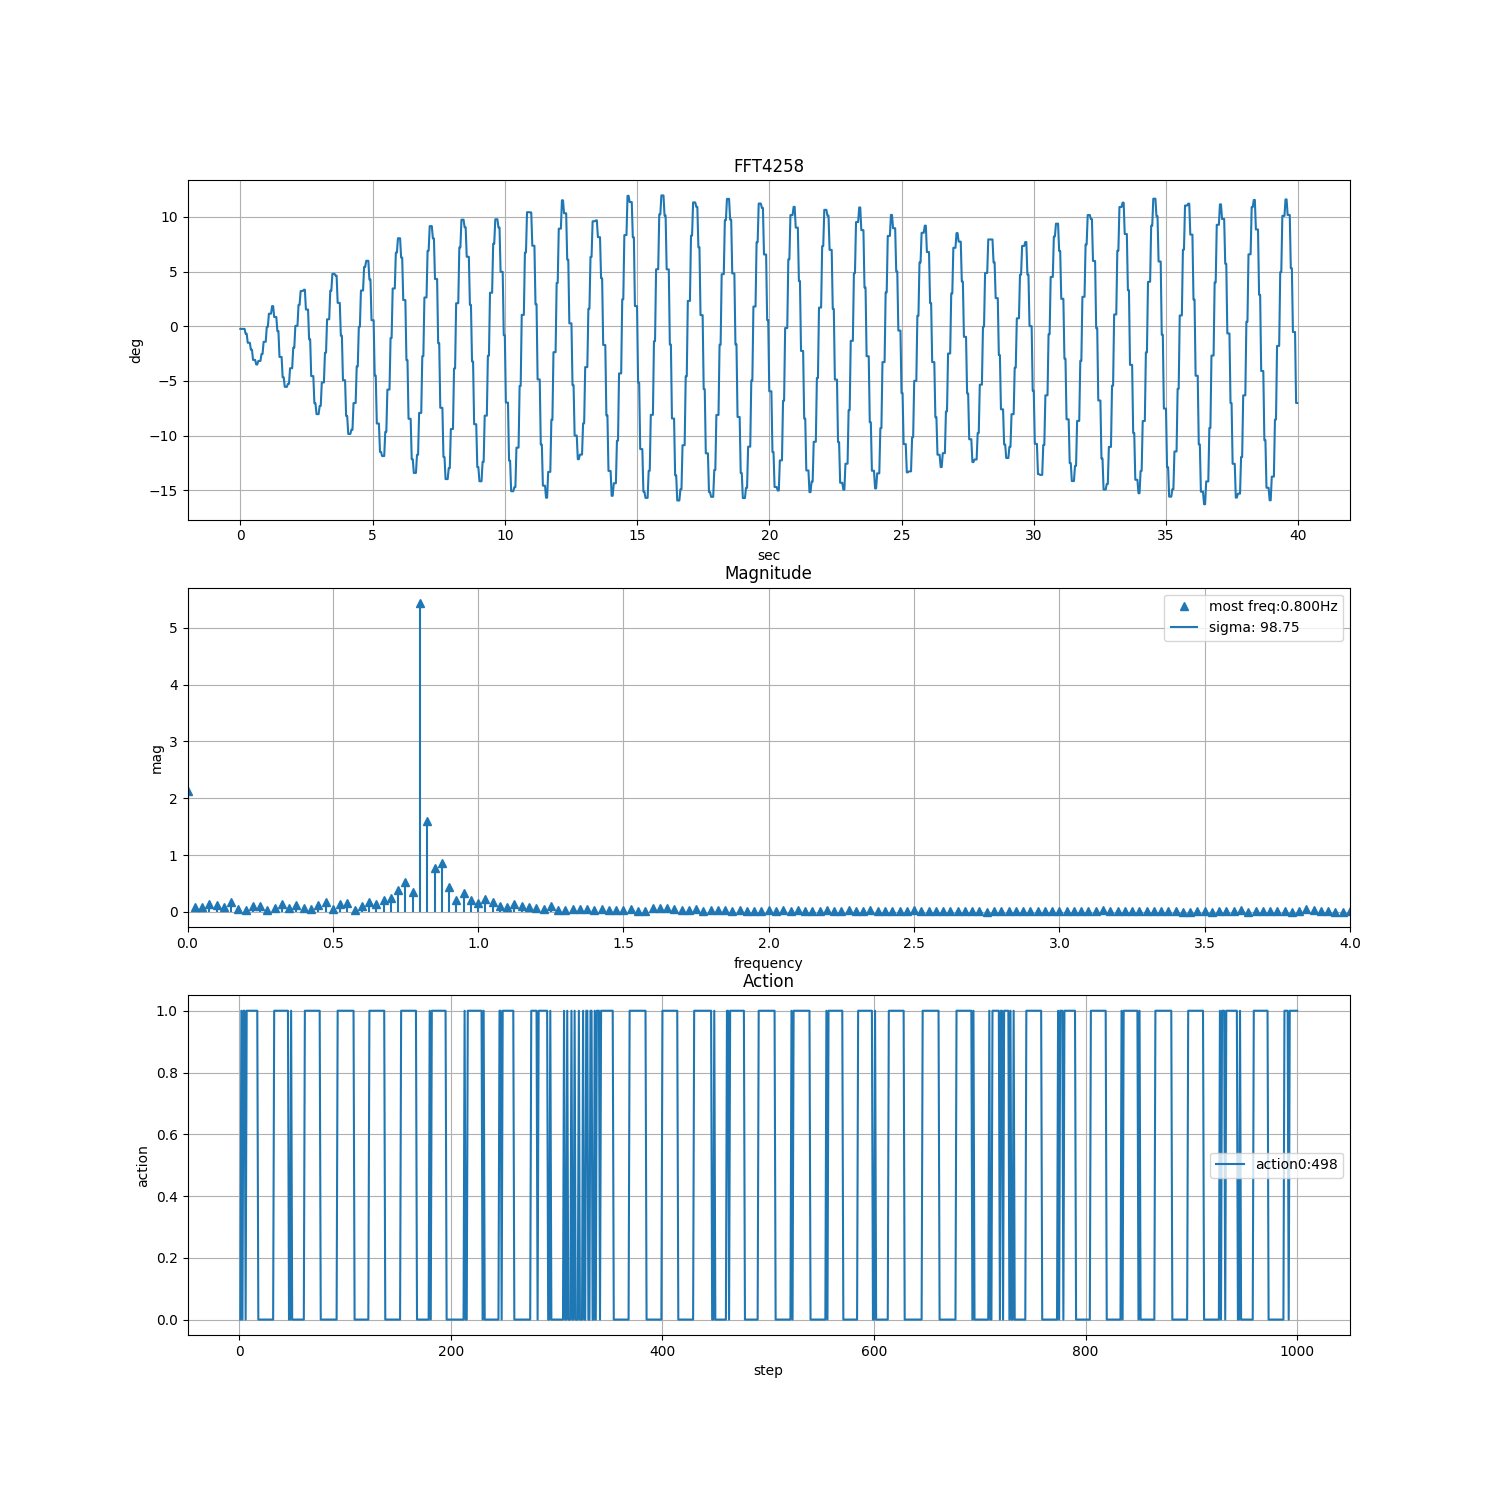 FFT4258
10
5
0
−5
−10
−15
deg
0 5 10 15 20 25 30 35 40
sec
Magnitude
most freq:0.800Hz
sigma: 98.75
5
4
3
2
1
0
mag
0.0 0.5 1.0 1.5 2.0 2.5 3.0 3.5 4.0
frequency
Action
1.0
0.8
0.6
0.4
0.2
0.0
action
action0:498
0 200 400 600 800 1000
step